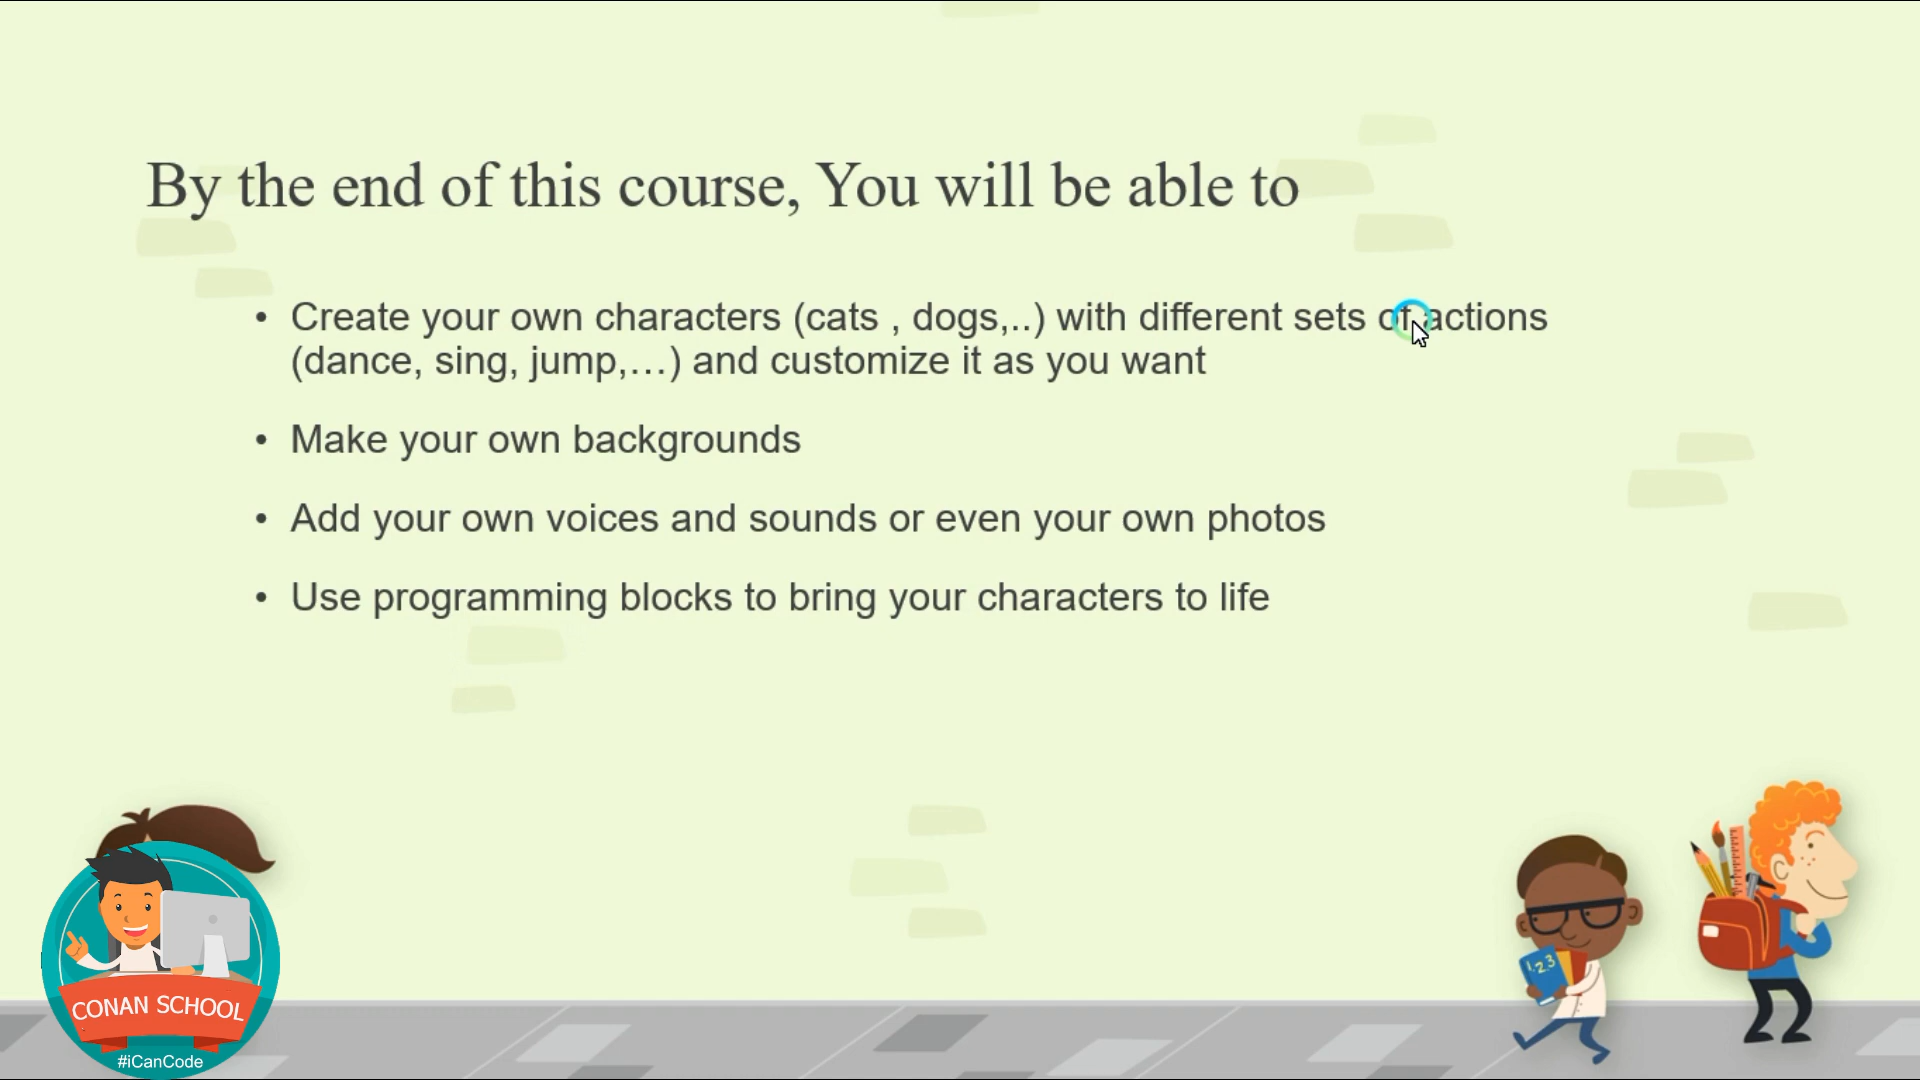 By the end of this course, You will be able to
• Create your own characters (cats , dogs,..) with different sets of actions
(dance, sing, jump,…) and customize it as you want
• Make your own backgrounds
• Add your own voices and sounds or even your own photos
• Use programming blocks to bring your characters to life
1,2,3
CONAN SCHOOL
#iCanCode